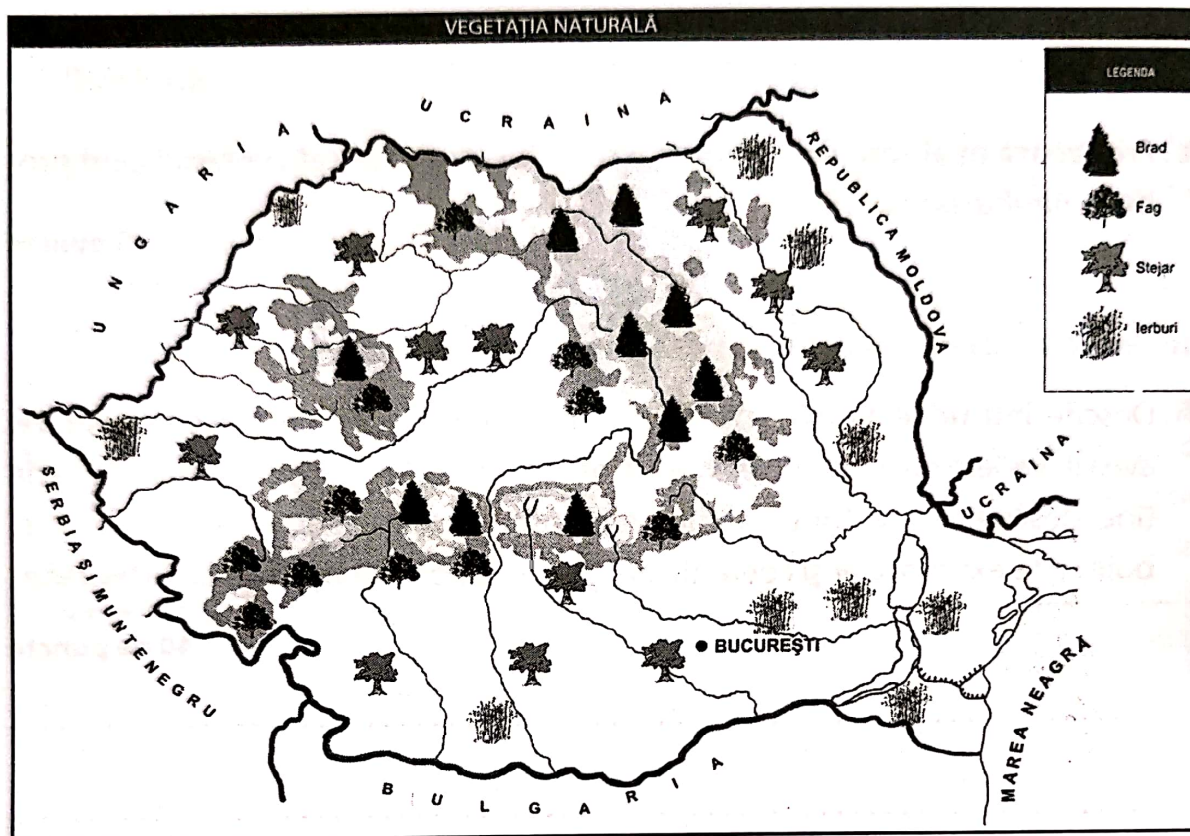 VEGETAȚIA NATURALĂ
LEGENDA
Brad
Fag
Stejar
Ierburi
UCRAINA
UNGARIA
REPUBLICA MOLDOVA
UCRAINA
SERBIA ȘI MUNTENEGRU
BUCUREȘTI
MAREA NEAGRĂ
BULGARIA